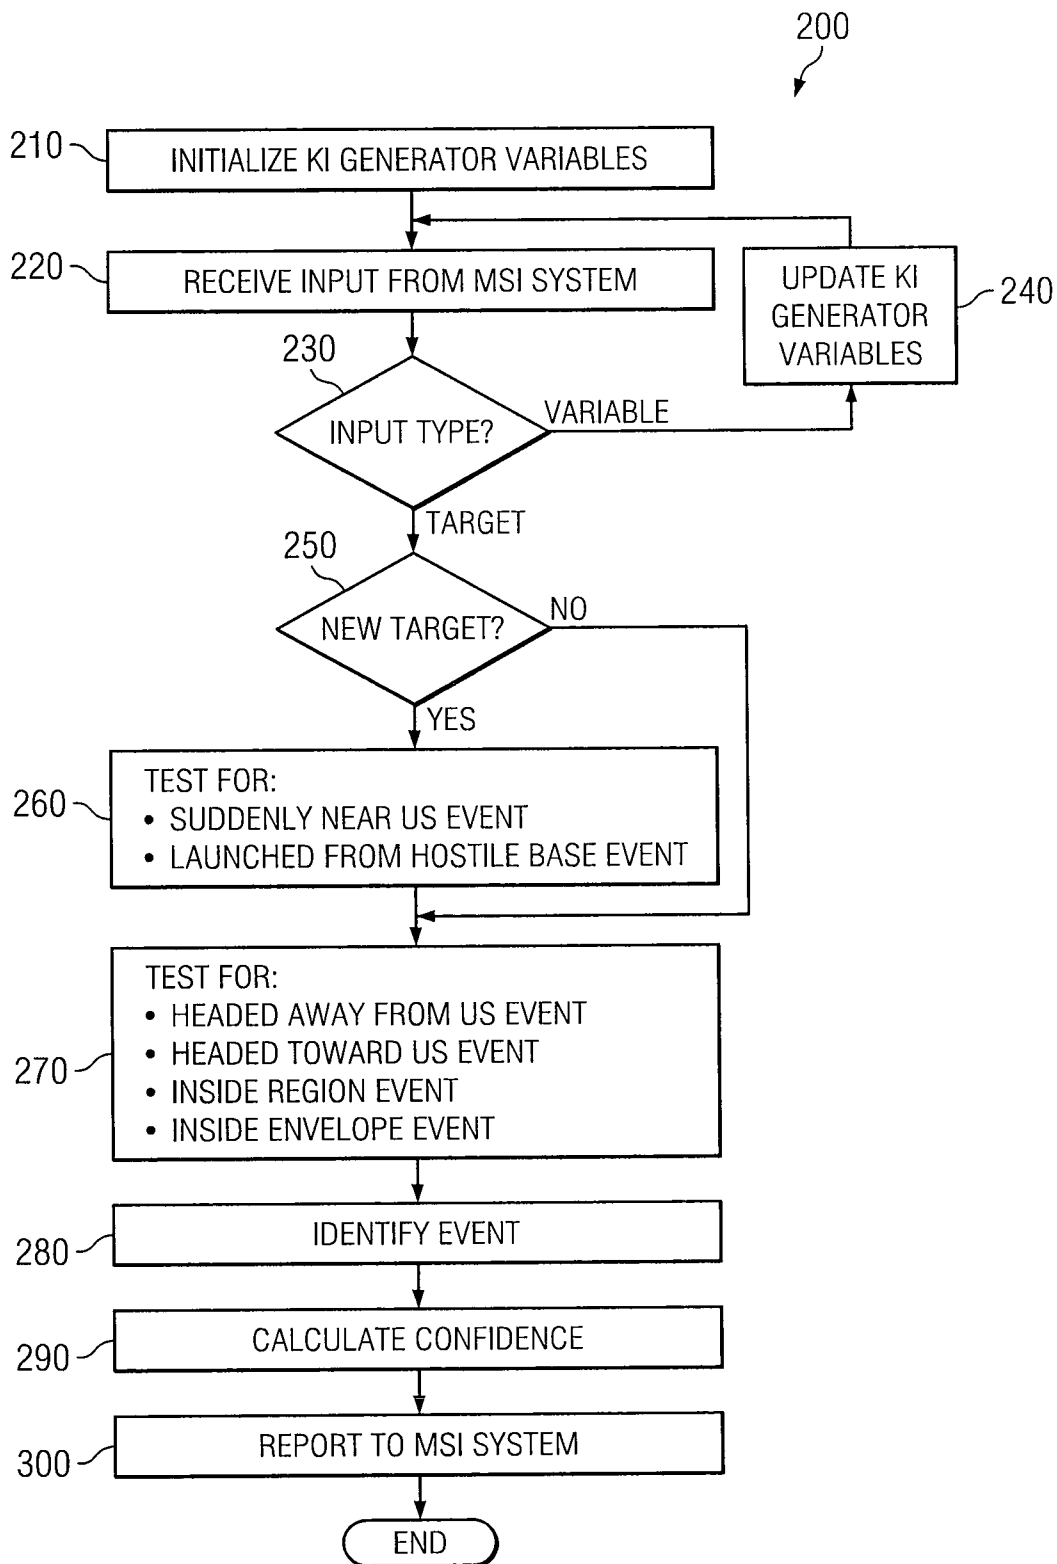 200
210
INITIALIZE KI GENERATOR VARIABLES
220
RECEIVE INPUT FROM MSI SYSTEM
UPDATE KI
GENERATOR
VARIABLES
240
230
INPUT TYPE?
VARIABLE
TARGET
250
NEW TARGET?
NO
YES
260
TEST FOR:
• SUDDENLY NEAR US EVENT
• LAUNCHED FROM HOSTILE BASE EVENT
270
TEST FOR:
• HEADED AWAY FROM US EVENT
• HEADED TOWARD US EVENT
• INSIDE REGION EVENT
• INSIDE ENVELOPE EVENT
280
IDENTIFY EVENT
290
CALCULATE CONFIDENCE
300
REPORT TO MSI SYSTEM
END